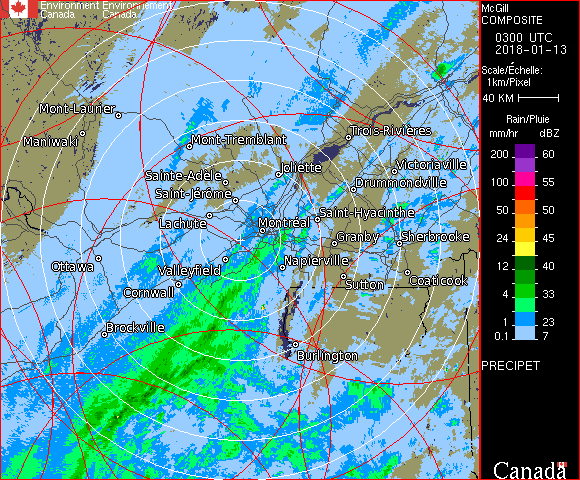 Environment Environnement
Canada Canada
McGill
COMPOSITE
0300 UTC
2018-01-13
Scale/Échelle:
1km/Pixel
40 KM
Rain/Pluie
mm/hr dBZ
200 60
150 57
100 55
50 50
24 45
12 40
4 33
1 23
0.1 7
PRECIPET
Canada
Mont-Laurier
Maniwaki
Mont-Tremblant
Trois-Rivières
Sainte-Adele
Joliette
Victoriaville
Saint-Jérôme
Drummondville
Lachute
Montréal
Saint-Hyacinthe
Granby
Sherbrooke
Ottawa
Valleyfield
Napierville
Cornwall
Sutton
Coaticook
Brockville
Burlington